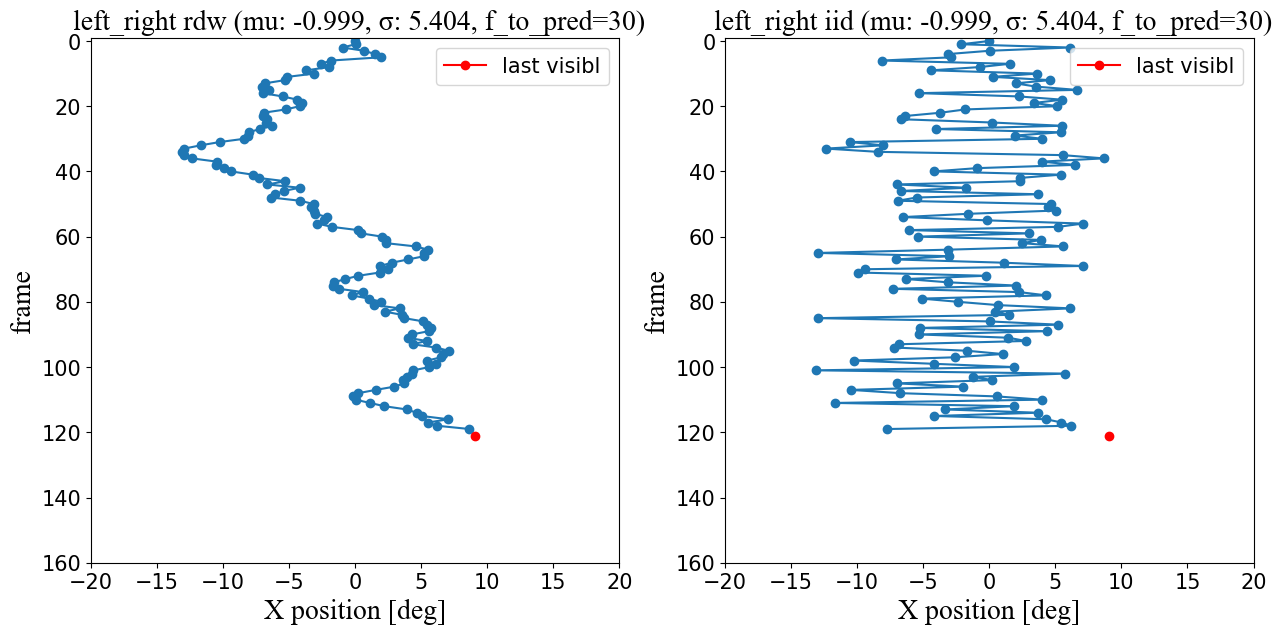 left_right rdw (mu: -0.999, σ: 5.404, f_to_pred=30)
last visibl
0
20
40
60
80
100
120
140
160
frame
−20 −15 −10 −5 0 5 10 15 20
X position [deg]
left_right iid (mu: -0.999, σ: 5.404, f_to_pred=30)
last visibl
0
20
40
60
80
100
120
140
160
frame
−20 −15 −10 −5 0 5 10 15 20
X position [deg]